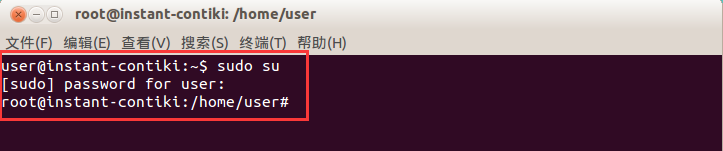 root@instant-contiki: /home/user
文件(F) 编辑(E) 查看(V) 搜索(S) 终端(T) 帮助(H)
user@instant-contiki:~$ sudo su
[sudo] password for user:
root@instant-contiki:/home/user#